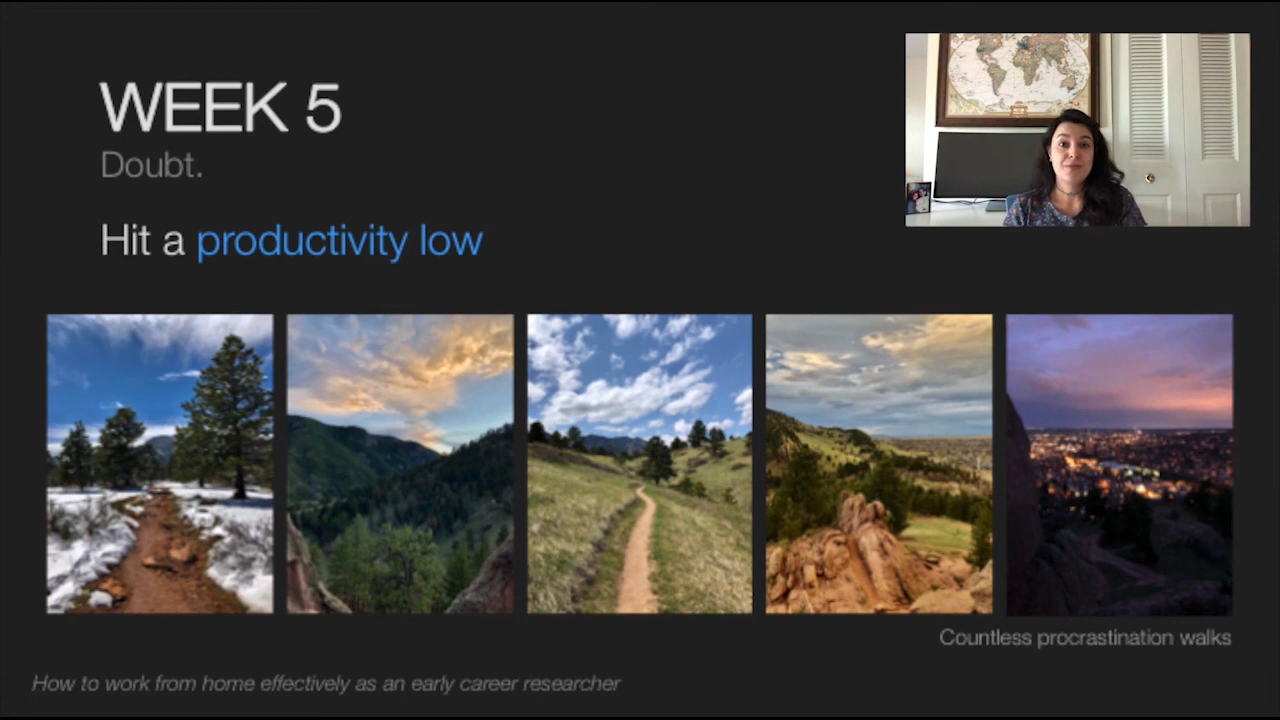 WEEK 5
Doubt.
Hit a productivity low
Countless procrastination walks
How to work from home effectively as an early career researcher